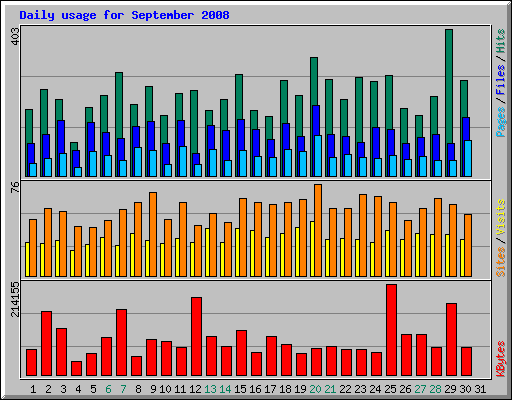 Daily usage for September 2008
403
Pages / Files / Hits
76
Sites / Visits
214155
KBytes
1 2 3 4 5 6 7 8 9 10 11 12 13 14 15 16 17 18 19 20 21 22 23 24 25 26 27 28 29 30 31